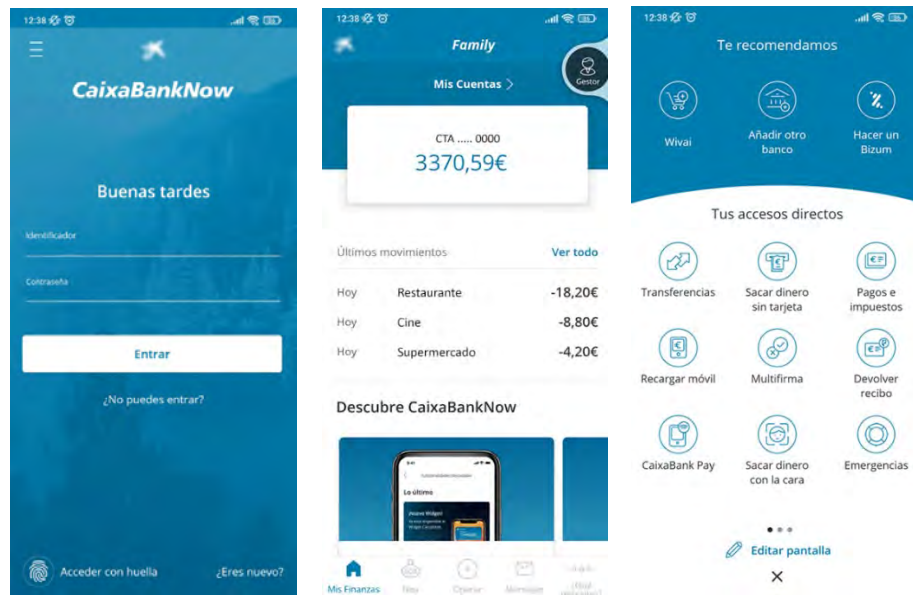 12:38
CaixaBankNow
Buenas tardes
Identificador
Contraseña
Entrar
¿No puedes entrar?
Acceder con huella
¿Eres nuevo?
12:38
Family
Mis Cuentas >
Gestor
CTA ..... 0000
3370,59€
Últimos movimientos
Ver todo
Hoy Restaurante -18,20€
Hoy Cine -8,80€
Hoy Supermercado -4,20€
Descubre CaixaBankNow
Lo último
Mis Finanzas
12:38
Te recomendamos
Wivai
Añadir otro
banco
Hacer un
Bizum
Tus accesos directos
Transferencias
Sacar dinero
sin tarjeta
Pagos e
impuestos
Recargar móvil
Multifirma
Devolver
recibo
CaixaBank Pay
Sacar dinero
con la cara
Emergencias
Editar pantalla